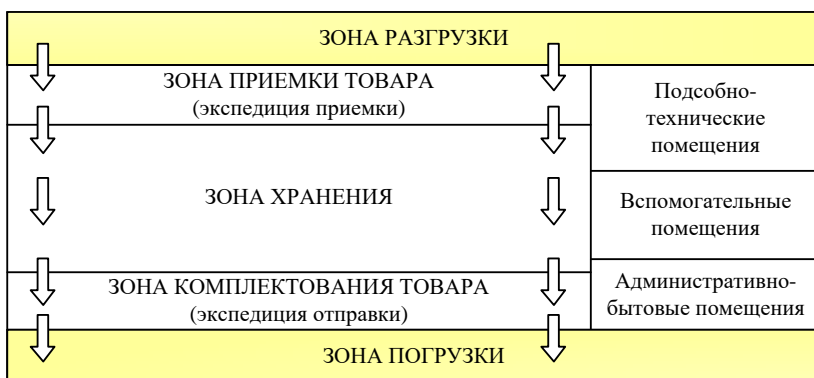 ЗОНА РАЗГРУЗКИ
ЗОНА ПРИЕМКИ ТОВАРА
(экспедиция приемки)
Подсобно-
технические
помещения
ЗОНА ХРАНЕНИЯ
Вспомогательные
помещения
ЗОНА КОМПЛЕКТОВАНИЯ ТОВАРА
(экспедиция отправки)
Административно-
бытовые помещения
ЗОНА ПОГРУЗКИ